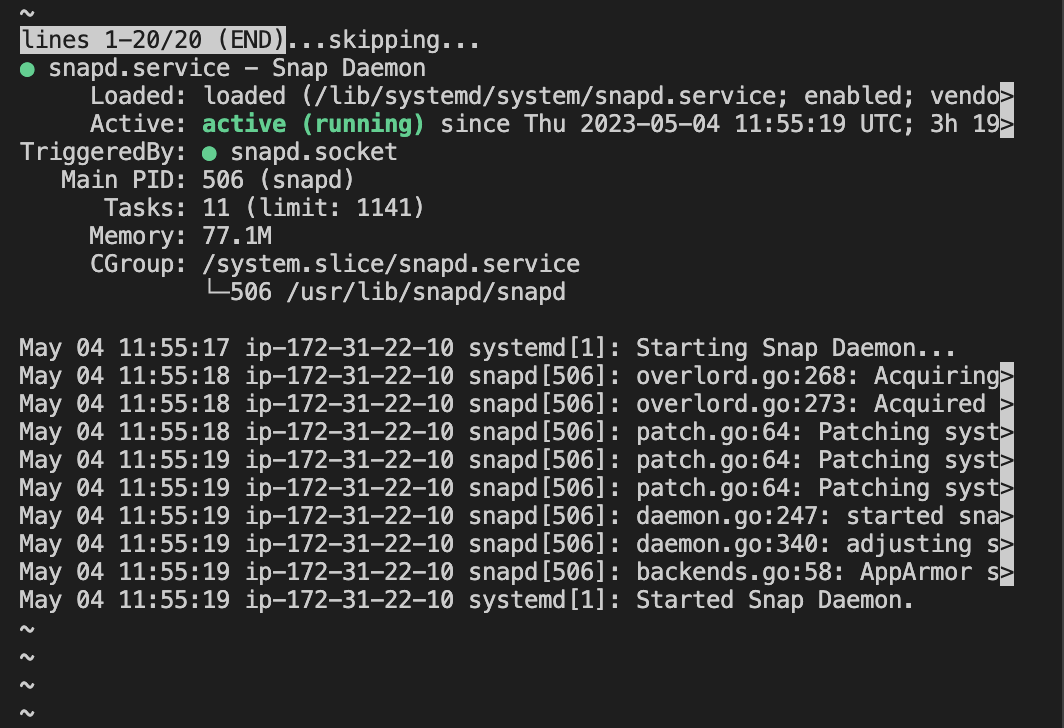 ~
lines 1-20/20 (END)...skipping...
● snapd.service - Snap Daemon
     Loaded: loaded (/lib/systemd/system/snapd.service; enabled; vendo>
     Active: active (running) since Thu 2023-05-04 11:55:19 UTC; 3h 19>
TriggeredBy: ● snapd.socket
   Main PID: 506 (snapd)
      Tasks: 11 (limit: 1141)
     Memory: 77.1M
     CGroup: /system.slice/snapd.service
             └─506 /usr/lib/snapd/snapd

May 04 11:55:17 ip-172-31-22-10 systemd[1]: Starting Snap Daemon...
May 04 11:55:18 ip-172-31-22-10 snapd[506]: overlord.go:268: Acquiring>
May 04 11:55:18 ip-172-31-22-10 snapd[506]: overlord.go:273: Acquired >
May 04 11:55:18 ip-172-31-22-10 snapd[506]: patch.go:64: Patching syst>
May 04 11:55:19 ip-172-31-22-10 snapd[506]: patch.go:64: Patching syst>
May 04 11:55:19 ip-172-31-22-10 snapd[506]: patch.go:64: Patching syst>
May 04 11:55:19 ip-172-31-22-10 snapd[506]: daemon.go:247: started sna>
May 04 11:55:19 ip-172-31-22-10 snapd[506]: daemon.go:340: adjusting s>
May 04 11:55:19 ip-172-31-22-10 snapd[506]: backends.go:58: AppArmor s>
May 04 11:55:19 ip-172-31-22-10 systemd[1]: Started Snap Daemon.
~
~
~
~